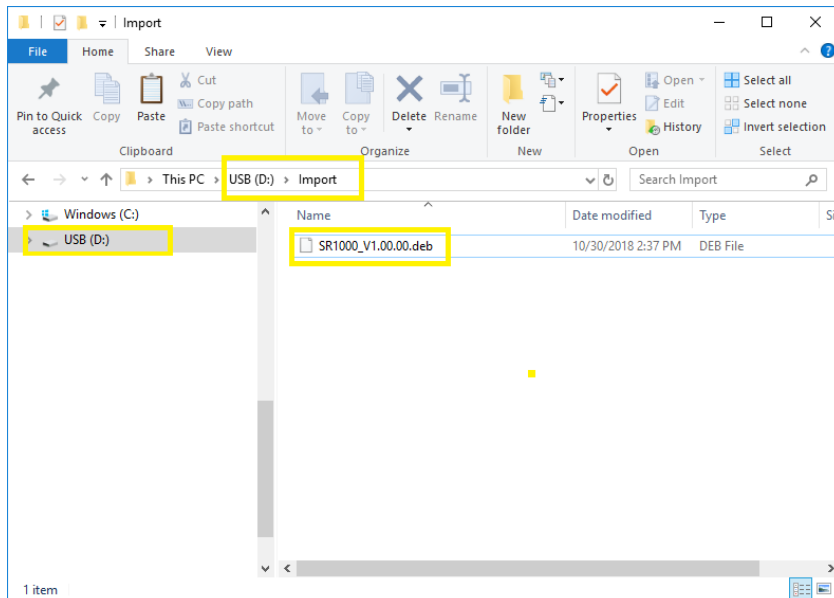 Import
File Home Share View
Pin to Quick access
Copy
Paste
Cut
Copy path
Paste shortcut
Move to
Copy to
Delete
Rename
New folder
Properties
Open
Edit
History
Select all
Select none
Invert selection
Clipboard Organize New Open Select
This PC USB (D:) Import
Search Import
Windows (C:)
USB (D:)
Name Date modified Type Si
SR1000_V1.00.00.deb 10/30/2018 2:37 PM DEB File
1 item